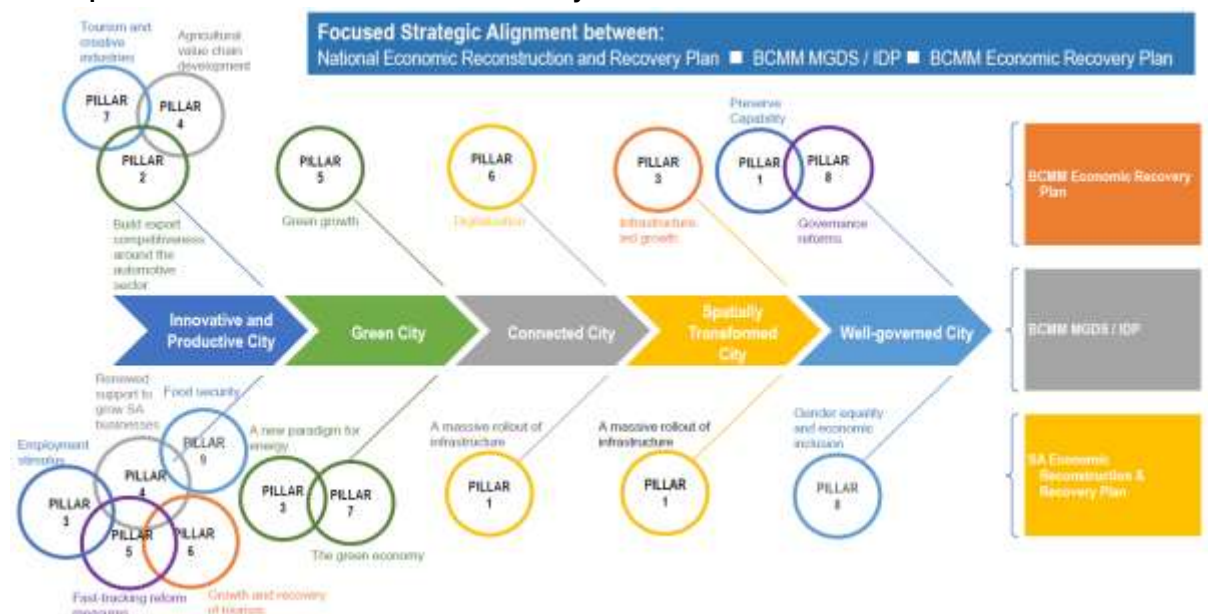 Focused Strategic Alignment between:
National Economic Reconstruction and Recovery Plan ■ BCMM MGDS / IDP ■ BCMM Economic Recovery Plan
Tourism and
creative
industries
Agricultural
value chain
development
PILLAR
7
PILLAR
4
PILLAR
2
Build export
competitiveness
around the
automotive
sector
PILLAR
5
Green growth
PILLAR
6
Digitalisation
PILLAR
3
Infrastructure-
led growth
Preserve
Capability
PILLAR
1
PILLAR
8
Governance
reforms
BCMM Economic Recovery
Plan
Innovative and
Productive City
Green City
Connected City
Spatially
Transformed
City
Well-governed City
BCMM MGDS / IDP
Renewed
support to
grow SA
businesses
Food security
Employment
stimulus
PILLAR
9
PILLAR
4
PILLAR
3
PILLAR
5
PILLAR
6
Fast-tracking reform
measures
Growth and recovery
of tourism
A new paradigm for
energy
PILLAR
3
PILLAR
7
The green economy
A massive rollout of
infrastructure
PILLAR
1
A massive rollout of
infrastructure
PILLAR
1
Gender equality
and economic
inclusion
PILLAR
8
SA Economic
Reconstruction &
Recovery Plan